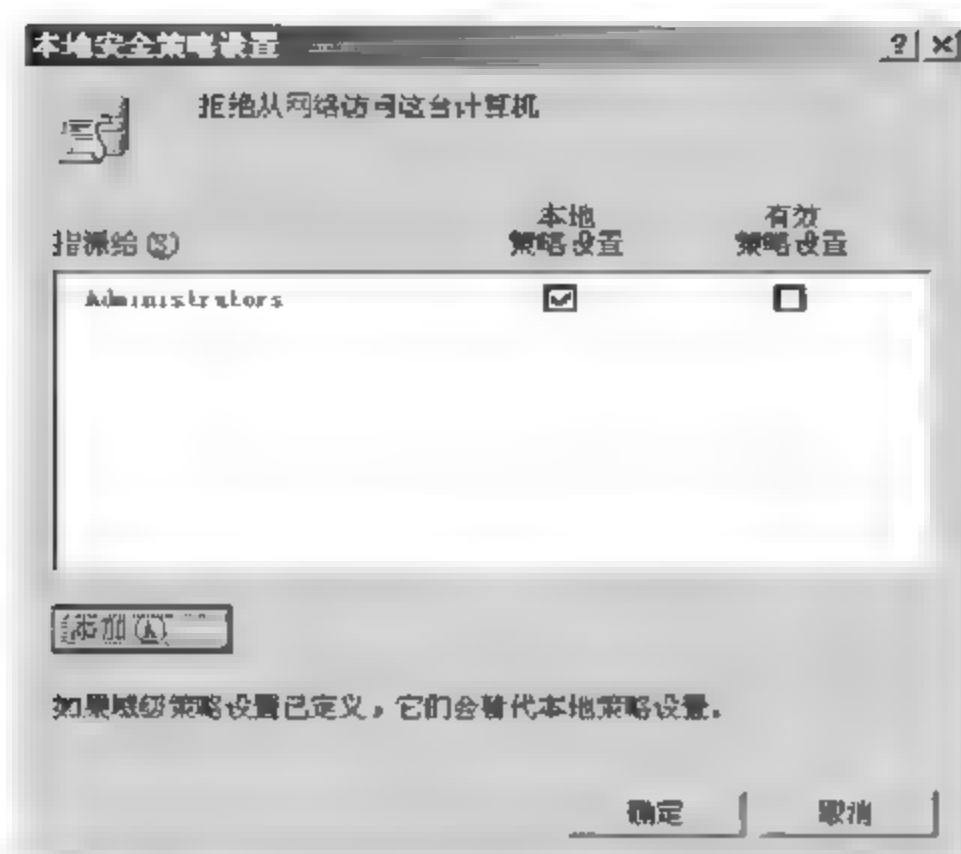 本地安全策略设置
拒绝从网络访问这台计算机
指派给(S)
本地
策略设置
有效
策略设置
Administrators
添加(A)
如果域级策略设置已定义，它们会替代本地策略设置。
确定
取消